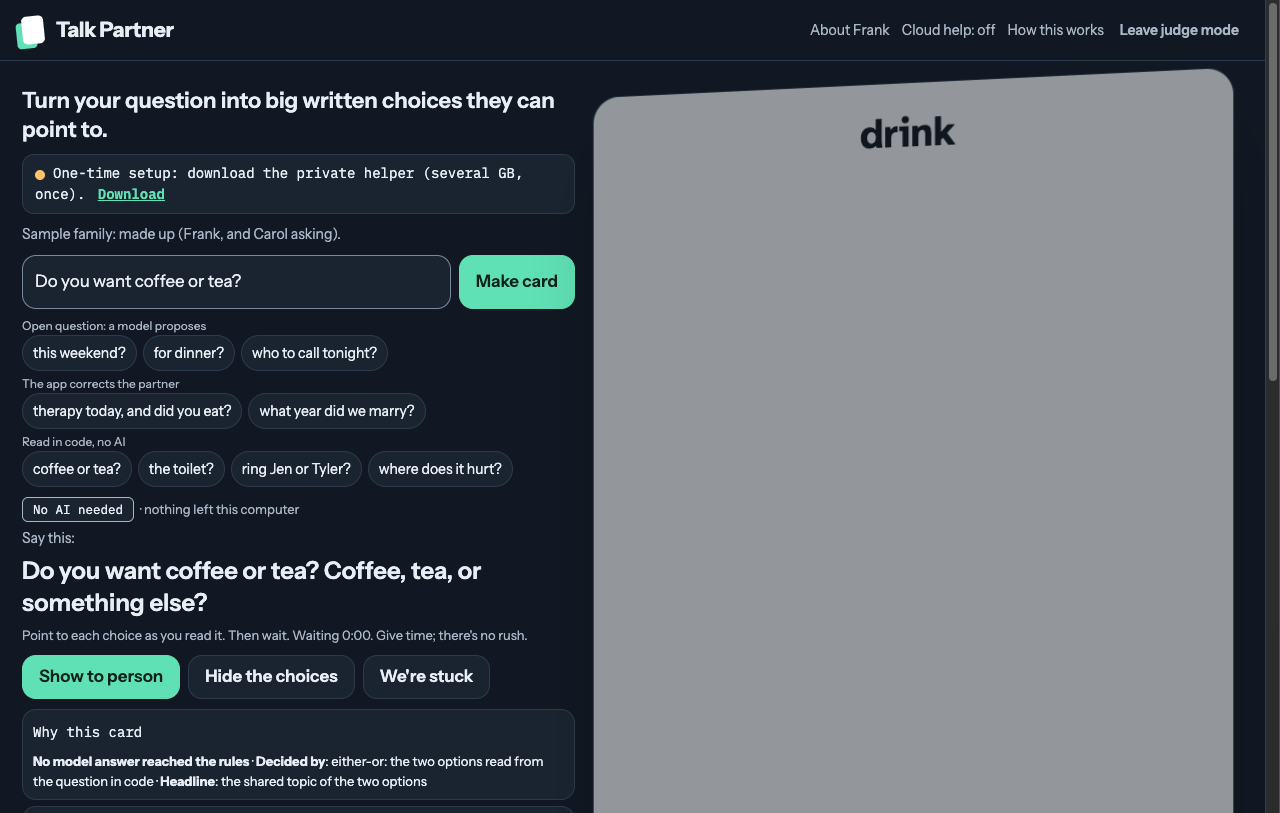 Talk Partner
About Frank
Cloud help: off
How this works
Leave judge mode
Turn your question into big written choices they can
point to.
One-time setup: download the private helper (several GB,
once). Download
Sample family: made up (Frank, and Carol asking).
Do you want coffee or tea?
Make card
Open question: a model proposes
this weekend?
for dinner?
who to call tonight?
The app corrects the partner
therapy today, and did you eat?
what year did we marry?
Read in code, no AI
coffee or tea?
the toilet?
ring Jen or Tyler?
where does it hurt?
No AI needed · nothing left this computer
Say this:
Do you want coffee or tea? Coffee, tea, or
something else?
Point to each choice as you read it. Then wait. Waiting 0:00. Give time; there's no rush.
Show to person
Hide the choices
We're stuck
Why this card
No model answer reached the rules · Decided by: either-or: the two options read from
the question in code · Headline: the shared topic of the two options
drink